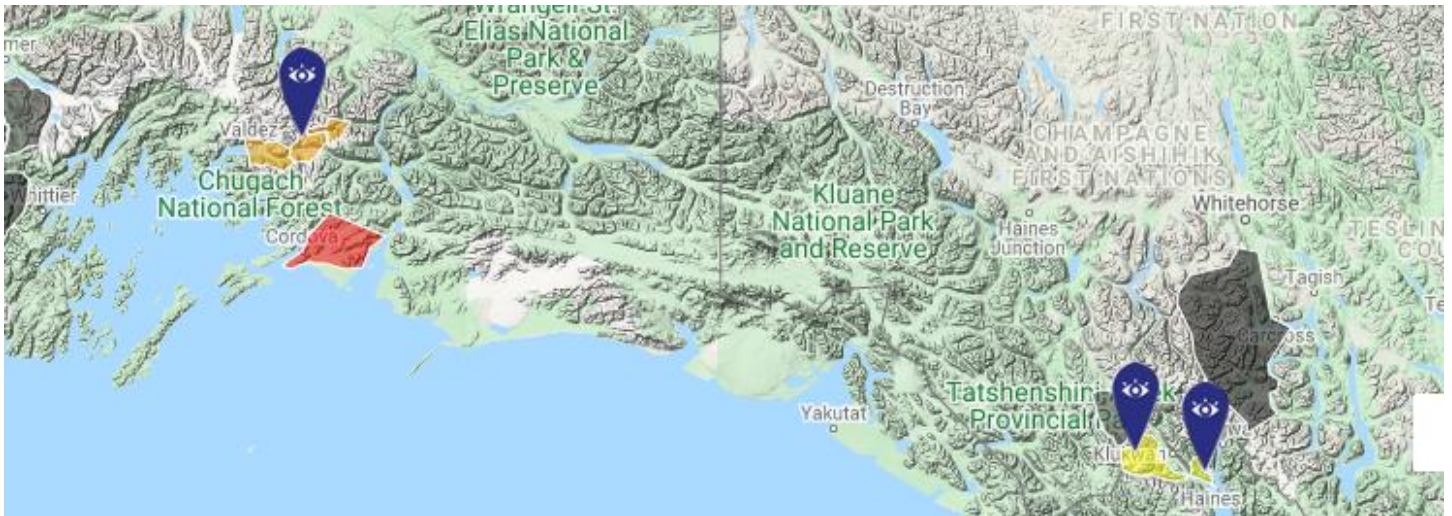 Wrangell St.
Elias National
Park &
Preserve
FIRST NATION
Destruction
Bay
Valdez
CHAMPAGNE
AND AISHIHIK
FIRST NATIONS
Whittier
Chugach
National Forest
Kluane
National Park
and Reserve
Whitehorse
Haines
Junction
Cordova
Tagish
Carcross
Tatshenshini
Provincial
Yakutat
Klukwan
Haines